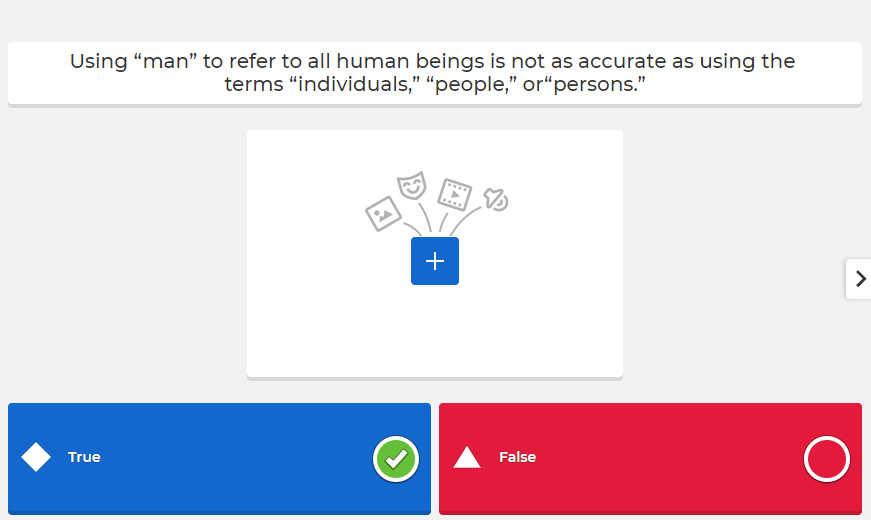 Using “man” to refer to all human beings is not as accurate as using the
terms “individuals,” “people,” or“persons.”
True
False